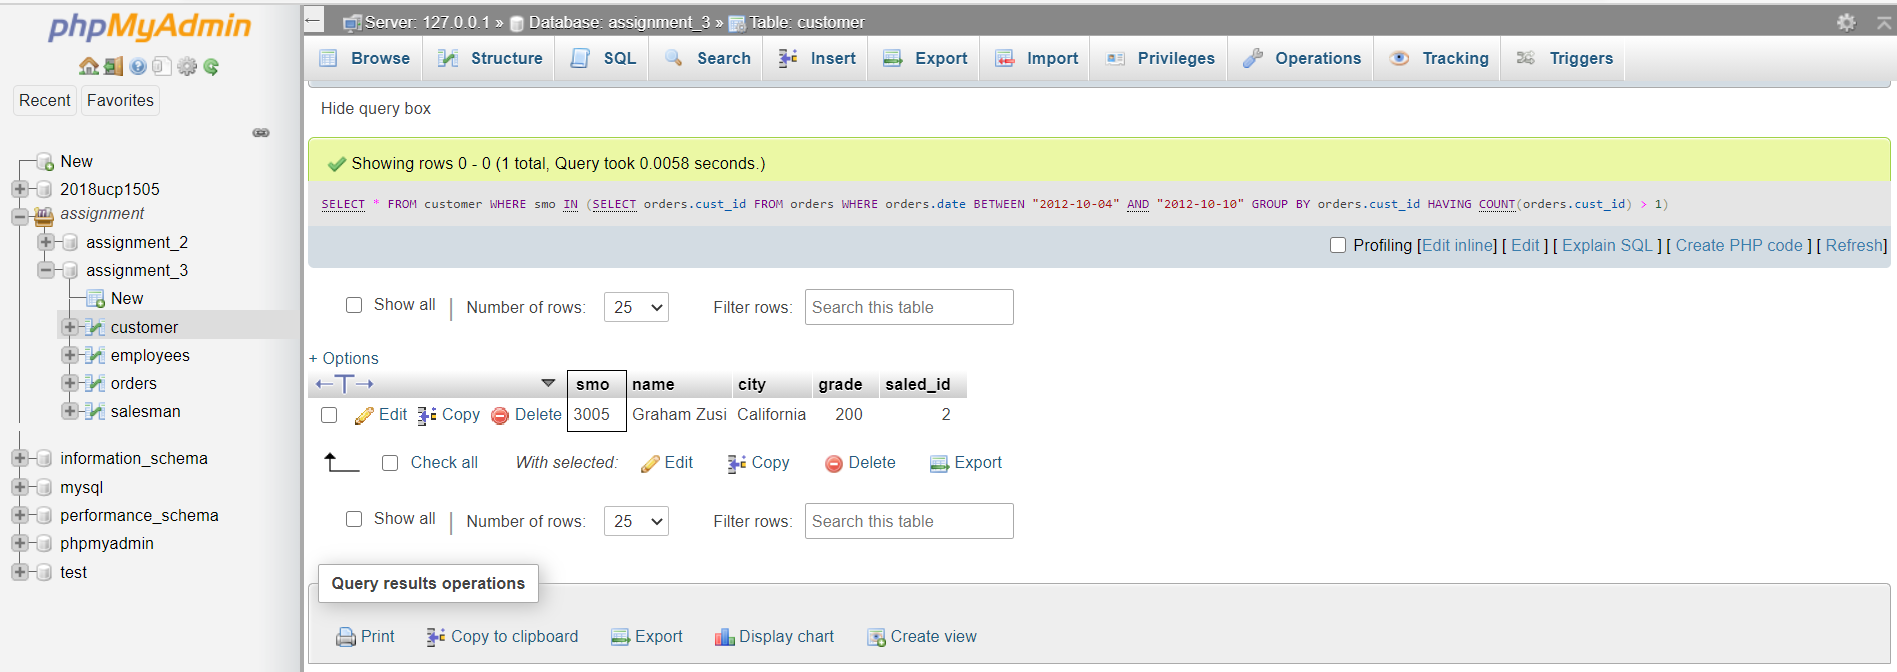 phpMyAdmin
Recent Favorites
New
2018ucp1505
assignment
assignment_2
assignment_3
New
customer
employees
orders
salesman
information_schema
mysql
performance_schema
phpmyadmin
test
Server: 127.0.0.1 » Database: assignment_3 » Table: customer
Browse Structure SQL Search Insert Export Import Privileges Operations Tracking Triggers
Hide query box
Showing rows 0 - 0 (1 total, Query took 0.0058 seconds.)
SELECT * FROM customer WHERE smo IN (SELECT orders.cust_id FROM orders WHERE orders.date BETWEEN "2012-10-04" AND "2012-10-10" GROUP BY orders.cust_id HAVING COUNT(orders.cust_id) > 1)
Profiling [Edit inline] [ Edit ] [ Explain SQL ] [ Create PHP code ] [ Refresh]
Show all | Number of rows: 25 Filter rows: Search this table
+ Options
←T→ smo name city grade saled_id
Edit Copy Delete 3005 Graham Zusi California 200 2
Check all With selected: Edit Copy Delete Export
Show all | Number of rows: 25 Filter rows: Search this table
Query results operations
Print Copy to clipboard Export Display chart Create view